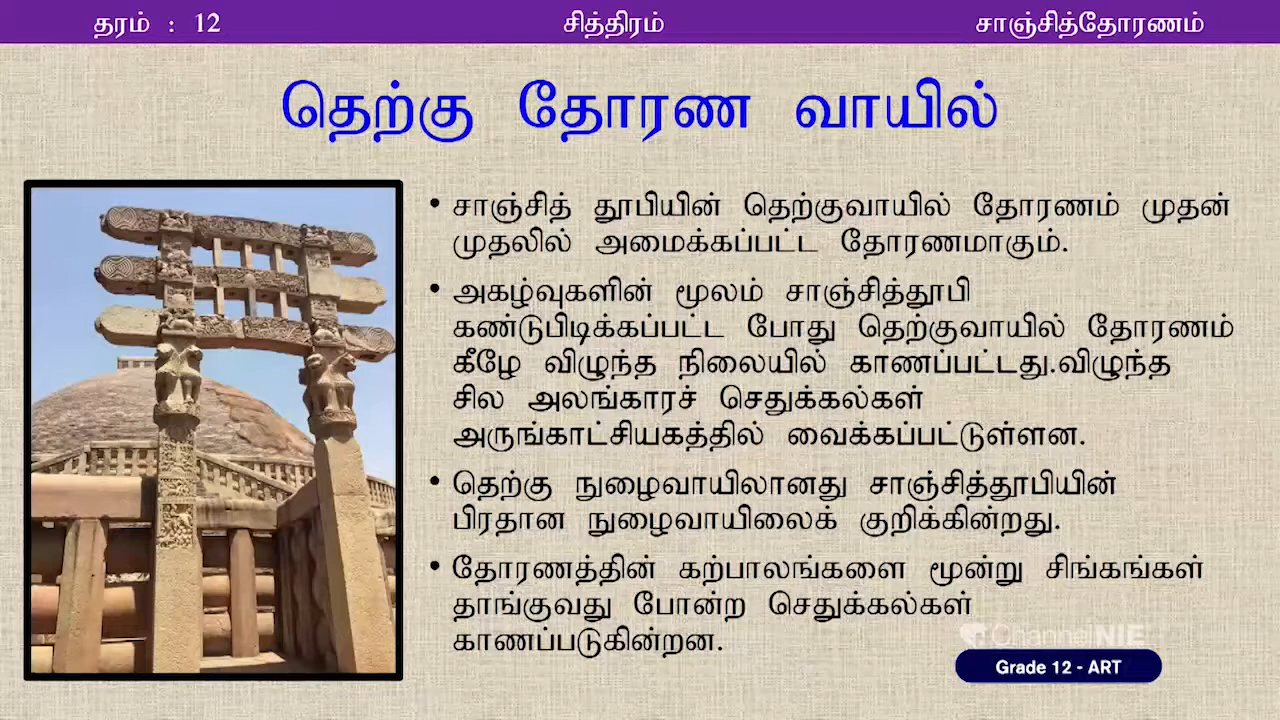 தரம் : 12
சித்திரம்
சாஞ்சித்தோரணம்
தெற்கு தோரண வாயில்
• சாஞ்சித் தூபியின் தெற்குவாயில் தோரணம் முதன்
முதலில் அமைக்கப்பட்ட தோரணமாகும்.
• அகழ்வுகளின் மூலம் சாஞ்சித்தூபி
கண்டுபிடிக்கப்பட்ட போது தெற்குவாயில் தோரணம்
கீழே விழுந்த நிலையில் காணப்பட்டது.விழுந்த
சில அலங்காரச் செதுக்கல்கள்
அருங்காட்சியகத்தில் வைக்கப்பட்டுள்ளன.
• தெற்கு நுழைவாயிலானது சாஞ்சித்தூபியின்
பிரதான நுழைவாயிலைக் குறிக்கின்றது.
• தோரணத்தின் கற்பாலங்களை மூன்று சிங்கங்கள்
தாங்குவது போன்ற செதுக்கல்கள்
காணப்படுகின்றன.
Channel NIE
Grade 12 - ART